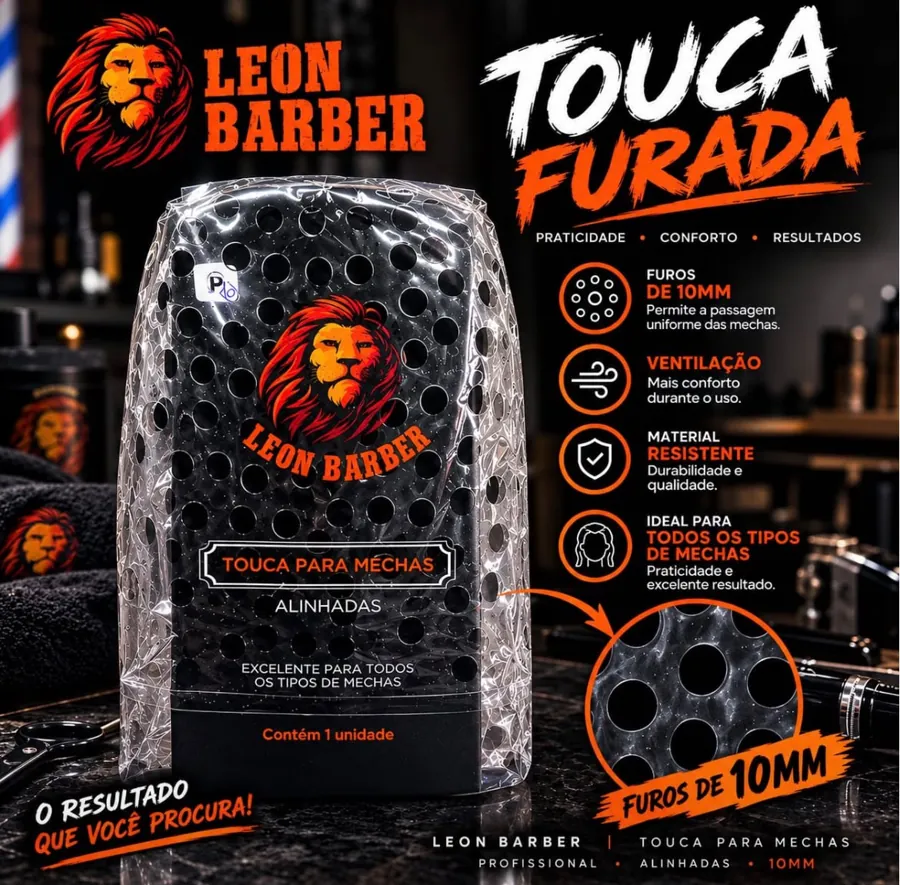 LEON
BARBER
TOUCA
FURADA
PRATICIDADE • CONFORTO • RESULTADOS
FUROS
DE 10MM
Permite a passagem
uniforme das mechas.
VENTILAÇÃO
Mais conforto
durante o uso.
MATERIAL
RESISTENTE
Durabilidade e
qualidade.
IDEAL PARA
TODOS OS TIPOS
DE MECHAS
Praticidade e
excelente resultado.
P
LEON BARBER
TOUCA PARA MECHAS
ALINHADAS
EXCELENTE PARA TODOS
OS TIPOS DE MECHAS
Contém 1 unidade
FUROS DE 10MM
O RESULTADO
QUE VOCÊ PROCURA!
LEON BARBER | TOUCA PARA MECHAS
PROFISSIONAL • ALINHADAS • 10MM